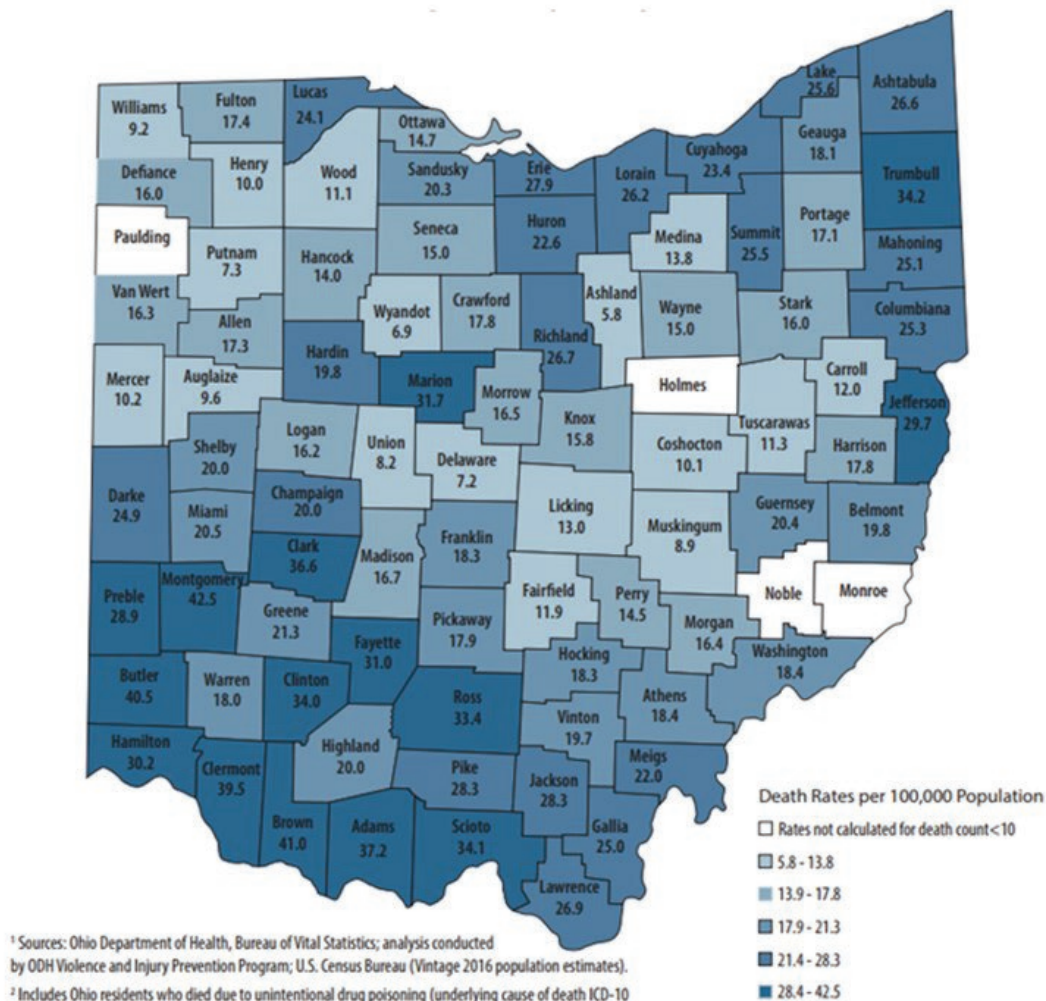 Williams
9.2
Fulton
17.4
Lucas
24.1
Ottawa
14.7
Lake
25.6
Ashtabula
26.6
Geauga
18.1
Cuyahoga
23.4
Defiance
16.0
Henry
10.0
Wood
11.1
Sandusky
20.3
Erie
27.9
Lorain
26.2
Trumbull
34.2
Paulding
Putnam
7.3
Hancock
14.0
Seneca
15.0
Huron
22.6
Medina
13.8
Summit
25.5
Portage
17.1
Mahoning
25.1
Van Wert
16.3
Allen
17.3
Wyandot
6.9
Crawford
17.8
Richland
26.7
Ashland
5.8
Wayne
15.0
Stark
16.0
Columbiana
25.3
Mercer
10.2
Auglaize
9.6
Hardin
19.8
Marion
31.7
Morrow
16.5
Holmes
Carroll
12.0
Jefferson
29.7
Shelby
20.0
Logan
16.2
Union
8.2
Delaware
7.2
Knox
15.8
Coshocton
10.1
Tuscarawas
11.3
Harrison
17.8
Darke
24.9
Miami
20.5
Champaign
20.0
Clark
36.6
Madison
16.7
Franklin
18.3
Licking
13.0
Muskingum
8.9
Guernsey
20.4
Belmont
19.8
Preble
28.9
Montgomery
42.5
Greene
21.3
Fayette
31.0
Pickaway
17.9
Fairfield
11.9
Perry
14.5
Morgan
16.4
Noble
Monroe
Butler
40.5
Warren
18.0
Clinton
34.0
Ross
33.4
Hocking
18.3
Athens
18.4
Washington
18.4
Hamilton
30.2
Clermont
39.5
Highland
20.0
Pike
28.3
Vinton
19.7
Jackson
28.3
Meigs
22.0
Brown
41.0
Adams
37.2
Scioto
34.1
Gallia
25.0
Lawrence
26.9
Death Rates per 100,000 Population
Rates not calculated for death count<10
5.8 - 13.8
13.9 - 17.8
17.9 - 21.3
21.4 - 28.3
28.4 - 42.5
¹ Sources: Ohio Department of Health, Bureau of Vital Statistics; analysis conducted
by ODH Violence and Injury Prevention Program; U.S. Census Bureau (Vintage 2016 population estimates).
² Includes Ohio residents who died due to unintentional drug poisoning (underlying cause of death ICD-10